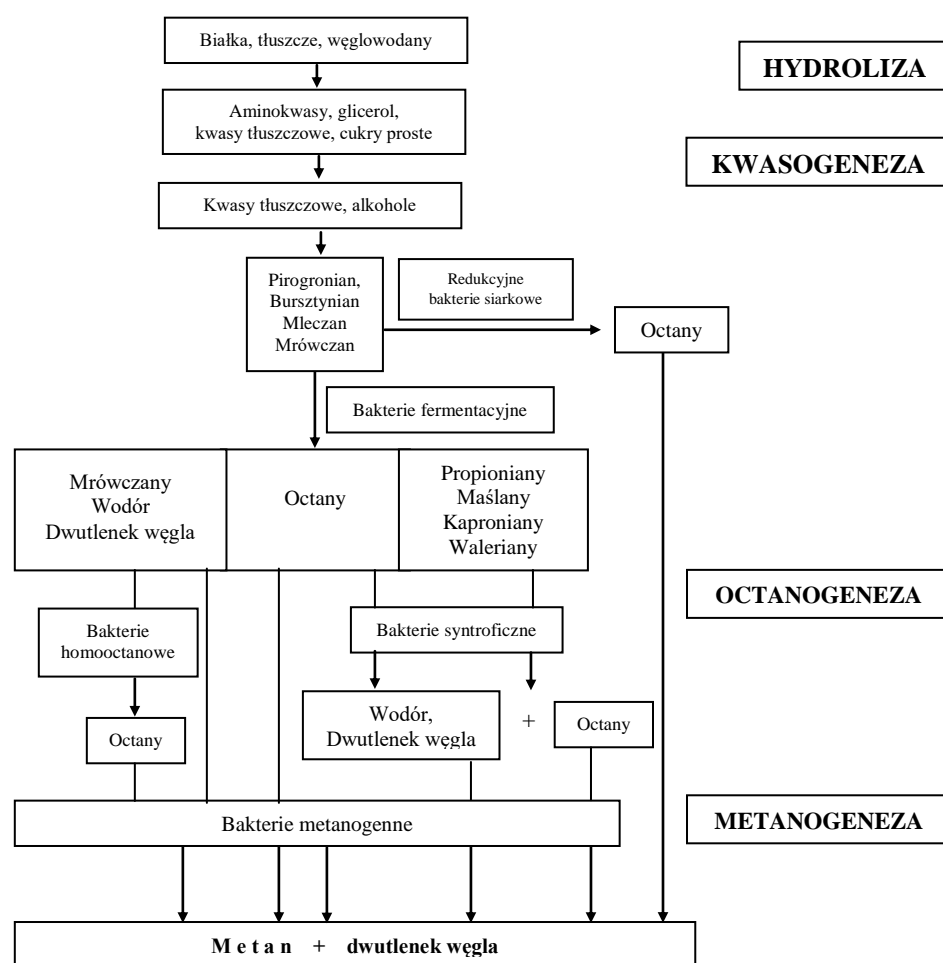 Białka, tłuszcze, węglowodany
HYDROLIZA
Aminokwasy, glicerol,
kwasy tłuszczowe, cukry proste
KWASOGENEZA
Kwasy tłuszczowe, alkohole
Pirogronian,
Bursztynian
Mleczan
Mrówczan
Redukcyjne
bakterie siarkowe
Octany
Bakterie fermentacyjne
Mrówczany
Wodór
Dwutlenek węgla
Octany
Propioniany
Maślany
Kaproniany
Waleriany
OCTANOGENEZA
Bakterie
homooctanowe
Bakterie syntroficzne
Octany
Wodór,
Dwutlenek węgla
+
Octany
METANOGENEZA
Bakterie metanogenne
M e t a n + dwutlenek węgla